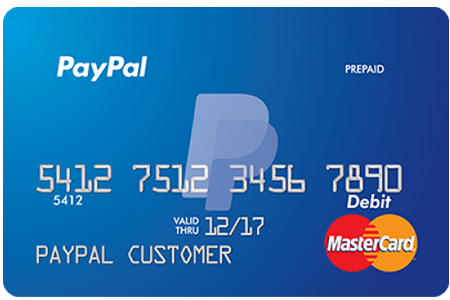 PayPal
PREPAID
5412 7512 3456 7890
5412
Debit
VALID THRU 12/17
PAYPAL CUSTOMER
MasterCard